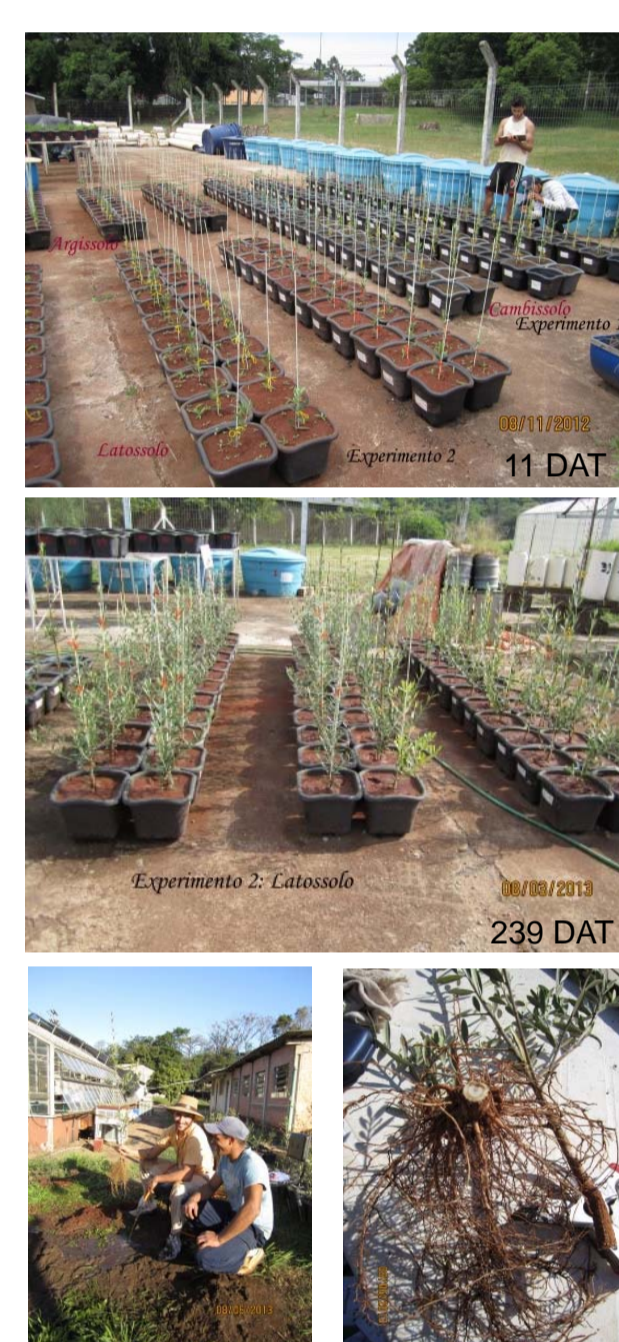 Argissolo
Cambissolo
Experimento 1
08/11/2012
Latossolo
Experimento 2
11 DAT
Experimento 2: Latossolo
08/03/2013
239 DAT